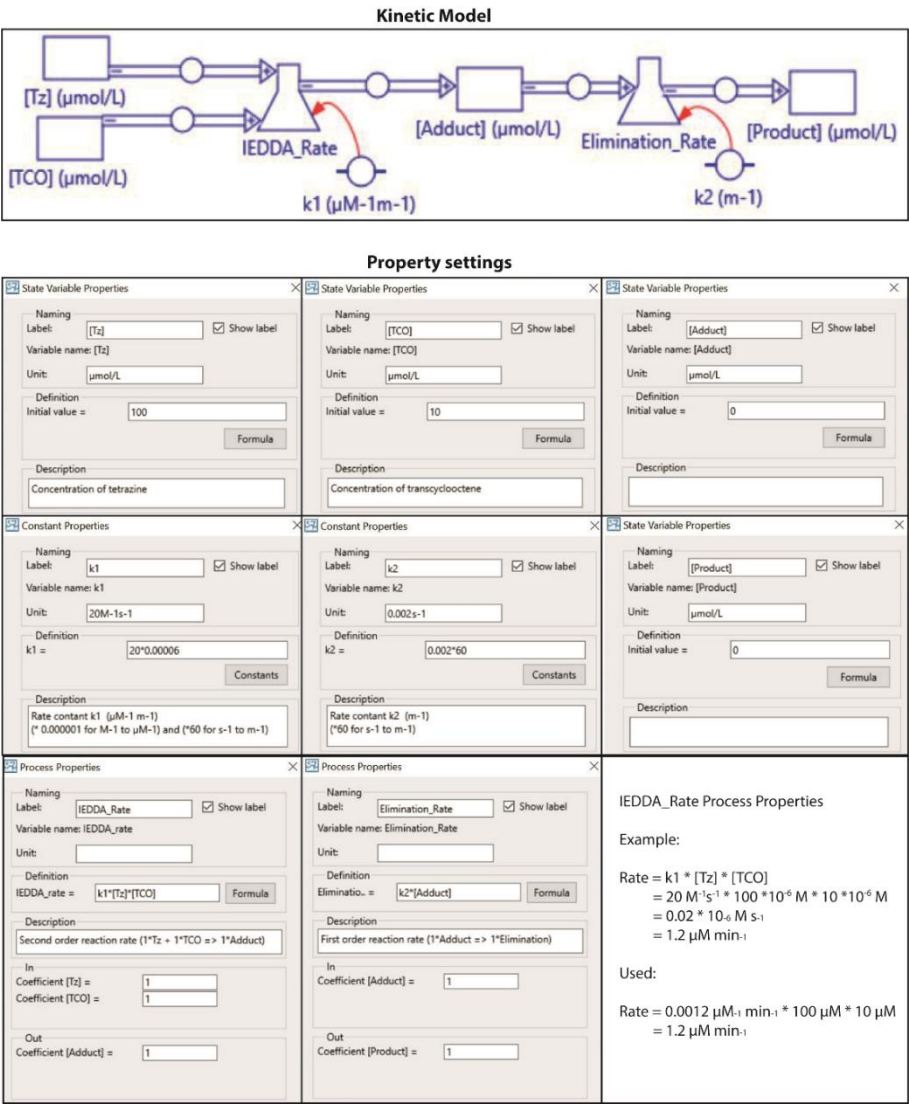 Kinetic Model
[Tz] (µmol/L)
[TCO] (µmol/L)
IEDDA_Rate
k1 (µM-1m-1)
[Adduct] (µmol/L)
Elimination_Rate
k2 (m-1)
[Product] (µmol/L)
Property settings
State Variable Properties
Naming
Label: [Tz] Show label
Variable name: [Tz]
Unit: µmol/L
Definition
Initial value = 100
Formula
Description
Concentration of tetrazine
State Variable Properties
Naming
Label: [TCO] Show label
Variable name: [TCO]
Unit: µmol/L
Definition
Initial value = 10
Formula
Description
Concentration of transcyclooctene
State Variable Properties
Naming
Label: [Adduct] Show label
Variable name: [Adduct]
Unit: µmol/L
Definition
Initial value = 0
Formula
Description
Constant Properties
Naming
Label: k1 Show label
Variable name: k1
Unit: 20M-1s-1
Definition
k1 = 20*0.00006
Constants
Description
Rate contant k1 (µM-1 m-1)
(* 0.000001 for M-1 to µM-1) and (*60 for s-1 to m-1)
Constant Properties
Naming
Label: k2 Show label
Variable name: k2
Unit: 0.002s-1
Definition
k2 = 0.002*60
Constants
Description
Rate contant k2 (m-1)
(*60 for s-1 to m-1)
State Variable Properties
Naming
Label: [Product] Show label
Variable name: [Product]
Unit: µmol/L
Definition
Initial value = 0
Formula
Description
Process Properties
Naming
Label: IEDDA_Rate Show label
Variable name: IEDDA_rate
Unit:
Definition
IEDDA_rate = k1*[Tz]*[TCO] Formula
Description
Second order reaction rate (1*Tz + 1*TCO => 1*Adduct)
In
Coefficient [Tz] = 1
Coefficient [TCO] = 1
Out
Coefficient [Adduct] = 1
Process Properties
Naming
Label: Elimination_Rate Show label
Variable name: Elimination_Rate
Unit:
Definition
Eliminatio.. = k2*[Adduct] Formula
Description
First order reaction rate (1*Adduct => 1*Elimination)
In
Coefficient [Adduct] = 1
Out
Coefficient [Product] = 1
IEDDA_Rate Process Properties
Example:
Rate = k1 * [Tz] * [TCO]
= 20 M⁻¹s⁻¹ * 100 *10⁻⁶ M * 10 *10⁻⁶ M
= 0.02 * 10₋₆ M s₋₁
= 1.2 µM min₋₁
Used:
Rate = 0.0012 µM₋₁ min₋₁ * 100 µM * 10 µM
= 1.2 µM min₋₁